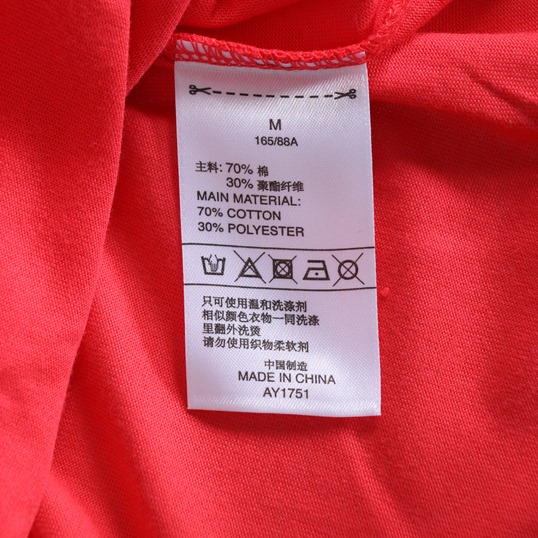 M
165/88A
主料: 70% 棉
30% 聚酯纤维
MAIN MATERIAL:
70% COTTON
30% POLYESTER
只可使用温和洗涤剂
相似颜色衣物一同洗涤
里翻外洗烫
请勿使用织物柔软剂
中国制造
MADE IN CHINA
AY1751